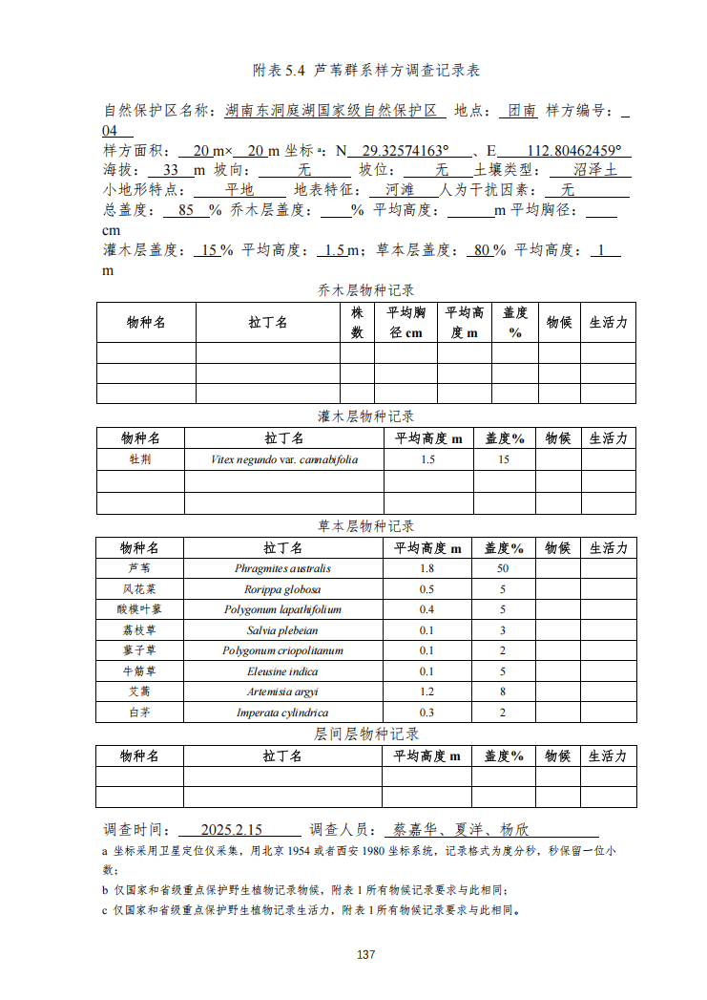 附表 5.4 芦苇群系样方调查记录表
自然保护区名称：湖南东洞庭湖国家级自然保护区 地点： 团南 样方编号：
04
样方面积： 20 m× 20 m 坐标 a：N 29.32574163° 、E 112.80462459°
海拔： 33 m 坡向： 无 坡位： 无 土壤类型： 沼泽土
小地形特点： 平地 地表特征： 河滩 人为干扰因素： 无
总盖度： 85 % 乔木层盖度： % 平均高度： m 平均胸径：
cm
灌木层盖度： 15 % 平均高度： 1.5 m；草本层盖度： 80 % 平均高度： 1
m
乔木层物种记录
物种名 拉丁名 株数 平均胸径 cm 平均高度 m 盖度% 物候 生活力
灌木层物种记录
物种名 拉丁名 平均高度 m 盖度% 物候 生活力
牡荆 Vitex negundo var. cannabifolia 1.5 15
草本层物种记录
物种名 拉丁名 平均高度 m 盖度% 物候 生活力
芦苇 Phragmites australis 1.8 50
风花菜 Rorippa globosa 0.5 5
酸模叶蓼 Polygonum lapathifolium 0.4 5
荔枝草 Salvia plebeian 0.1 3
蓼子草 Polygonum criopolitanum 0.1 2
牛筋草 Eleusine indica 0.1 5
艾蒿 Artemisia argyi 1.2 8
白茅 Imperata cylindrica 0.3 2
层间层物种记录
物种名 拉丁名 平均高度 m 盖度% 物候 生活力
调查时间： 2025.2.15 调查人员： 蔡嘉华、夏洋、杨欣
a 坐标采用卫星定位仪采集，用北京 1954 或者西安 1980 坐标系统，记录格式为度分秒，秒保留一位小
数；
b 仅国家和省级重点保护野生植物记录物候，附表 1 所有物候记录要求与此相同；
c 仅国家和省级重点保护野生植物记录生活力，附表 1 所有物候记录要求与此相同。
137